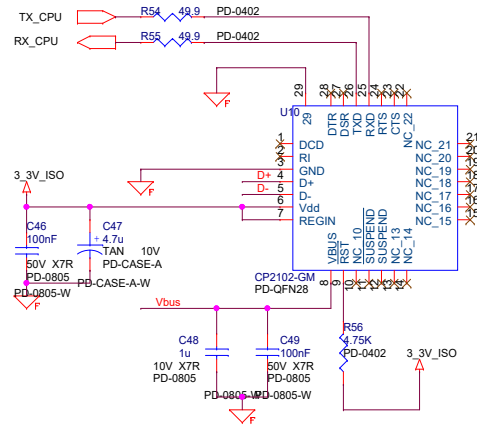 TX_CPU
R54 49.9
PD-0402
RX_CPU
R55 49.9
PD-0402
29
28
27
26
25
24
23
22
U10
29
DTR
DSR
TXD
RXD
RTS
CTS
NC_22
1 DCD
2 RI
3 GND
D+ 4 D+
D- 5 D-
6 Vdd
7 REGIN
NC_21 21
NC_20 20
NC_19 19
NC_18 18
NC_17 17
NC_16 16
NC_15 15
VBUS
RST
NC_10
SUSPEND
SUSPEND
NC_13
NC_14
8
9
10
11
12
13
14
CP2102-GM
PD-QFN28
3_3V_ISO
C46
100nF
50V X7R
PD-0805
PD-0805-W
C47
+ 4.7u
TAN 10V
PD-CASE-A
PD-CASE-A-W
F
F
F
F
Vbus
C48
1u
10V X7R
PD-0805
PD-0805-W
C49
100nF
50V X7R
PD-0805
PD-0805-W
R56
4.75K
PD-0402
3_3V_ISO